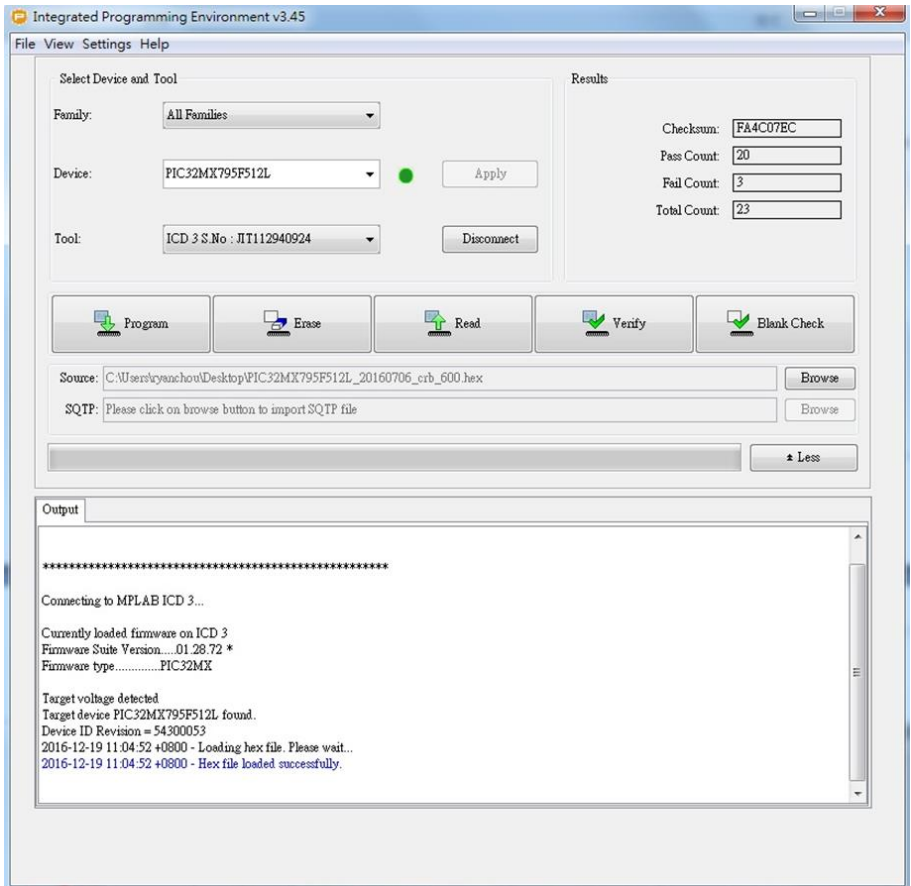 Integrated Programming Environment v3.45
File View Settings Help
Select Device and Tool
Family: All Families
Device: PIC32MX795F512L Apply
Tool: ICD 3 S.No : JIT112940924 Disconnect
Results
Checksum: FA4C07EC
Pass Count: 20
Fail Count: 3
Total Count: 23
Program Erase Read Verify Blank Check
Source: C:\Users\ryanchou\Desktop\PIC32MX795F512L_20160706_crb_600.hex Browse
SQTP: Please click on browse button to import SQTP file Browse
Less
Output
*****************************************************
Connecting to MPLAB ICD 3...
Currently loaded firmware on ICD 3
Firmware Suite Version.....01.28.72 *
Firmware type..............PIC32MX
Target voltage detected
Target device PIC32MX795F512L found.
Device ID Revision = 54300053
2016-12-19 11:04:52 +0800 - Loading hex file. Please wait...
2016-12-19 11:04:52 +0800 - Hex file loaded successfully.